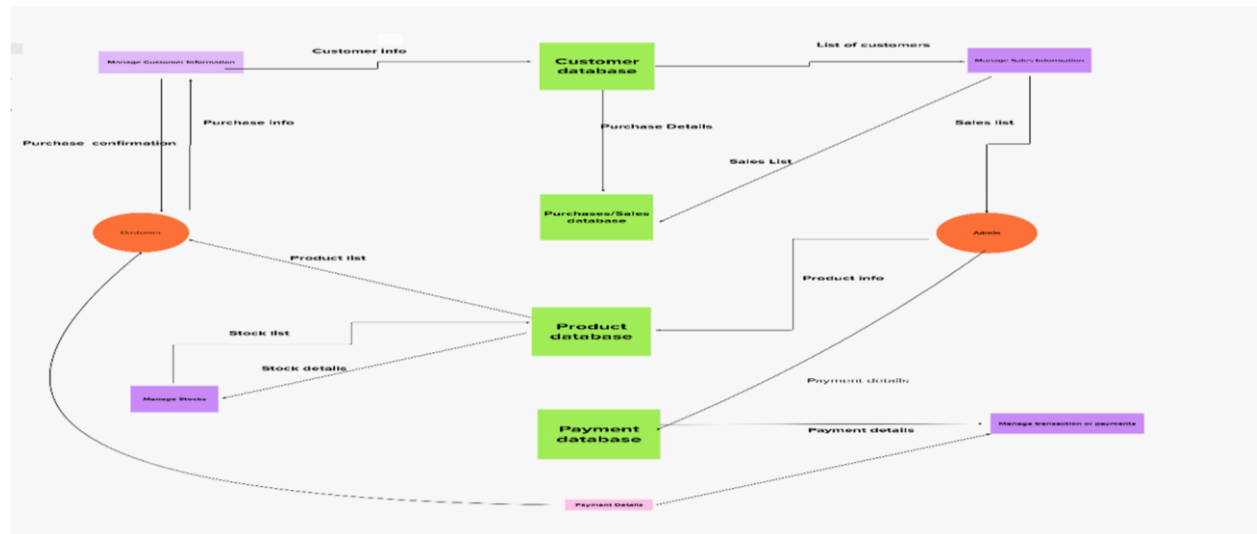 Customer info
List of customers
Manage Customer Information
Customer
database
Manage Sales Information
Purchase info
Purchase Details
Sales list
Purchase confirmation
Sales List
Purchases/Sales
database
Customer
Admin
Product list
Product info
Stock list
Product
database
Stock details
Payment details
Manage Stocks
Payment
database
Manage transaction or payments
Payment details
Payment Details